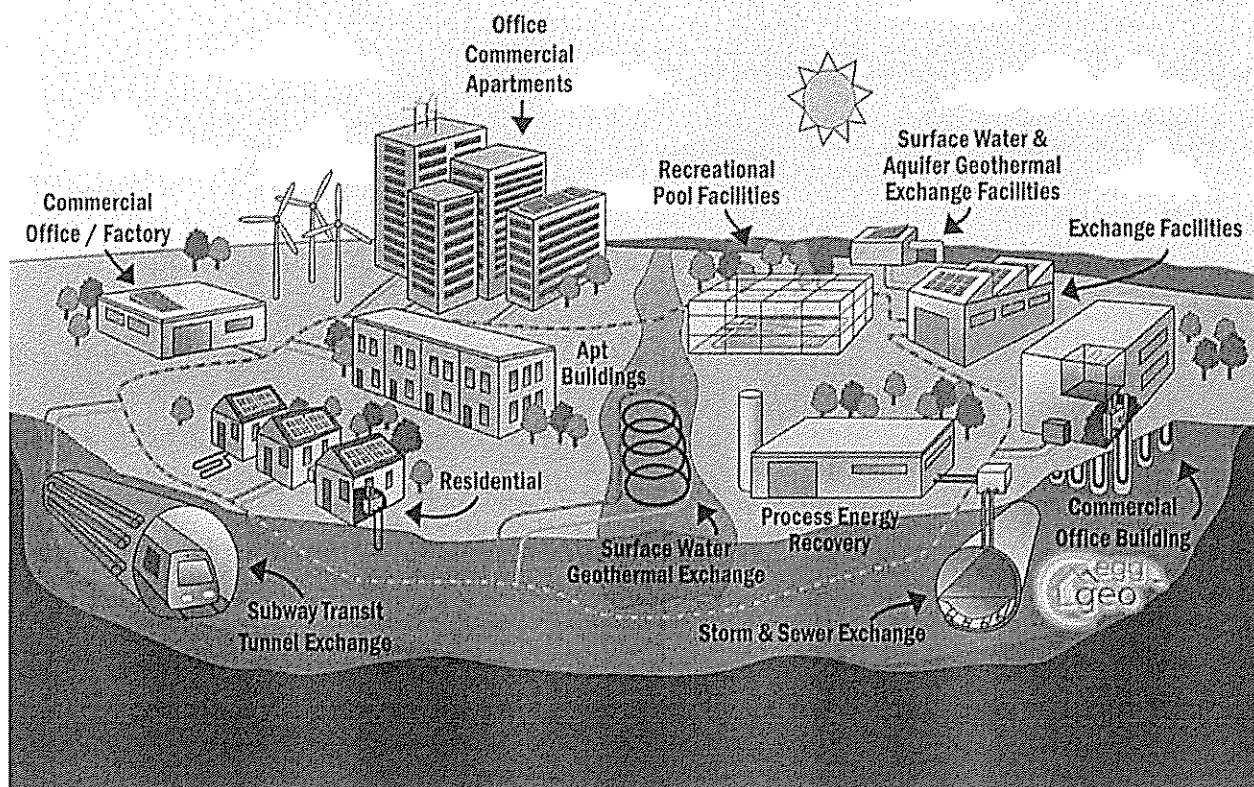 Office
Commercial
Apartments
Surface Water &
Aquifer Geothermal
Exchange Facilities
Recreational
Pool Facilities
Commercial
Office / Factory
Exchange Facilities
Apt
Buildings
Residential
Process Energy
Recovery
Commercial
Office Building
Surface Water
Geothermal Exchange
Subway Transit
Tunnel Exchange
Storm & Sewer Exchange
egg
geo